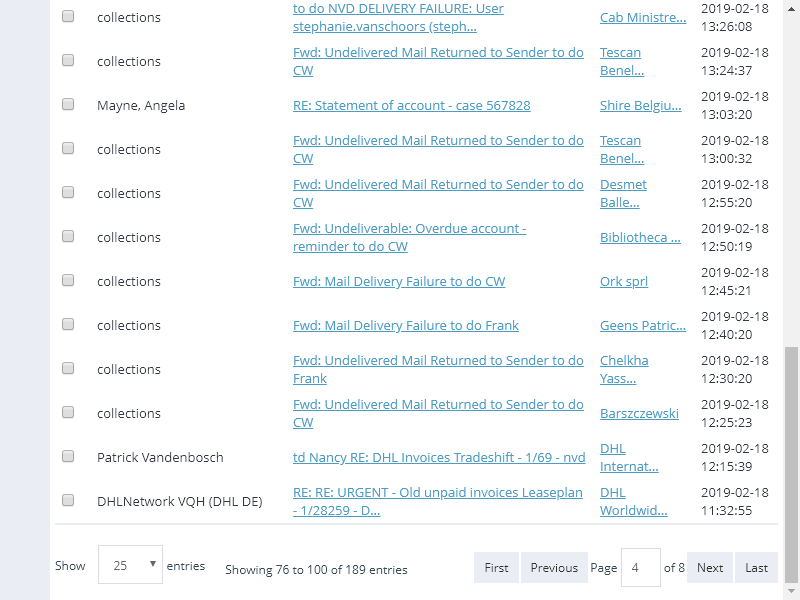 collections to do NVD DELIVERY FAILURE: User Cab Ministre... 2019-02-18
stephanie.vanschoors (steph... 13:26:08
collections Fwd: Undelivered Mail Returned to Sender to do Tescan 2019-02-18
CW Benel... 13:24:37
Mayne, Angela RE: Statement of account - case 567828 Shire Belgiu... 2019-02-18
13:03:20
collections Fwd: Undelivered Mail Returned to Sender to do Tescan 2019-02-18
CW Benel... 13:00:32
collections Fwd: Undelivered Mail Returned to Sender to do Desmet 2019-02-18
CW Balle... 12:55:20
collections Fwd: Undeliverable: Overdue account - Bibliotheca ... 2019-02-18
reminder to do CW 12:50:19
collections Fwd: Mail Delivery Failure to do CW Ork sprl 2019-02-18
12:45:21
collections Fwd: Mail Delivery Failure to do Frank Geens Patric... 2019-02-18
12:40:20
collections Fwd: Undelivered Mail Returned to Sender to do Chelkha 2019-02-18
Frank Yass... 12:30:20
collections Fwd: Undelivered Mail Returned to Sender to do Barszczewski 2019-02-18
CW 12:25:23
Patrick Vandenbosch td Nancy RE: DHL Invoices Tradeshift - 1/69 - nvd DHL 2019-02-18
Internat... 12:15:39
DHLNetwork VQH (DHL DE) RE: RE: URGENT - Old unpaid invoices Leaseplan DHL 2019-02-18
- 1/28259 - D... Worldwid... 11:32:55
Show 25 entries Showing 76 to 100 of 189 entries First Previous Page 4 of 8 Next Last